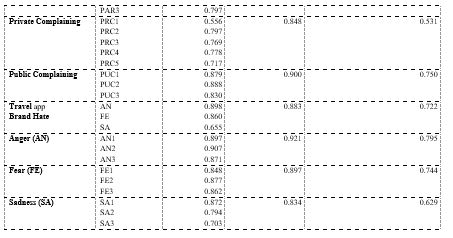 PAR3 0.797
Private Complaining PRC1 0.556 0.848 0.531
PRC2 0.797
PRC3 0.769
PRC4 0.778
PRC5 0.717
Public Complaining PUC1 0.879 0.900 0.750
PUC2 0.888
PUC3 0.830
Travel app AN 0.898 0.883 0.722
Brand Hate FE 0.860
SA 0.655
Anger (AN) AN1 0.897 0.921 0.795
AN2 0.907
AN3 0.871
Fear (FE) FE1 0.848 0.897 0.744
FE2 0.877
FE3 0.862
Sadness (SA) SA1 0.872 0.834 0.629
SA2 0.794
SA3 0.703